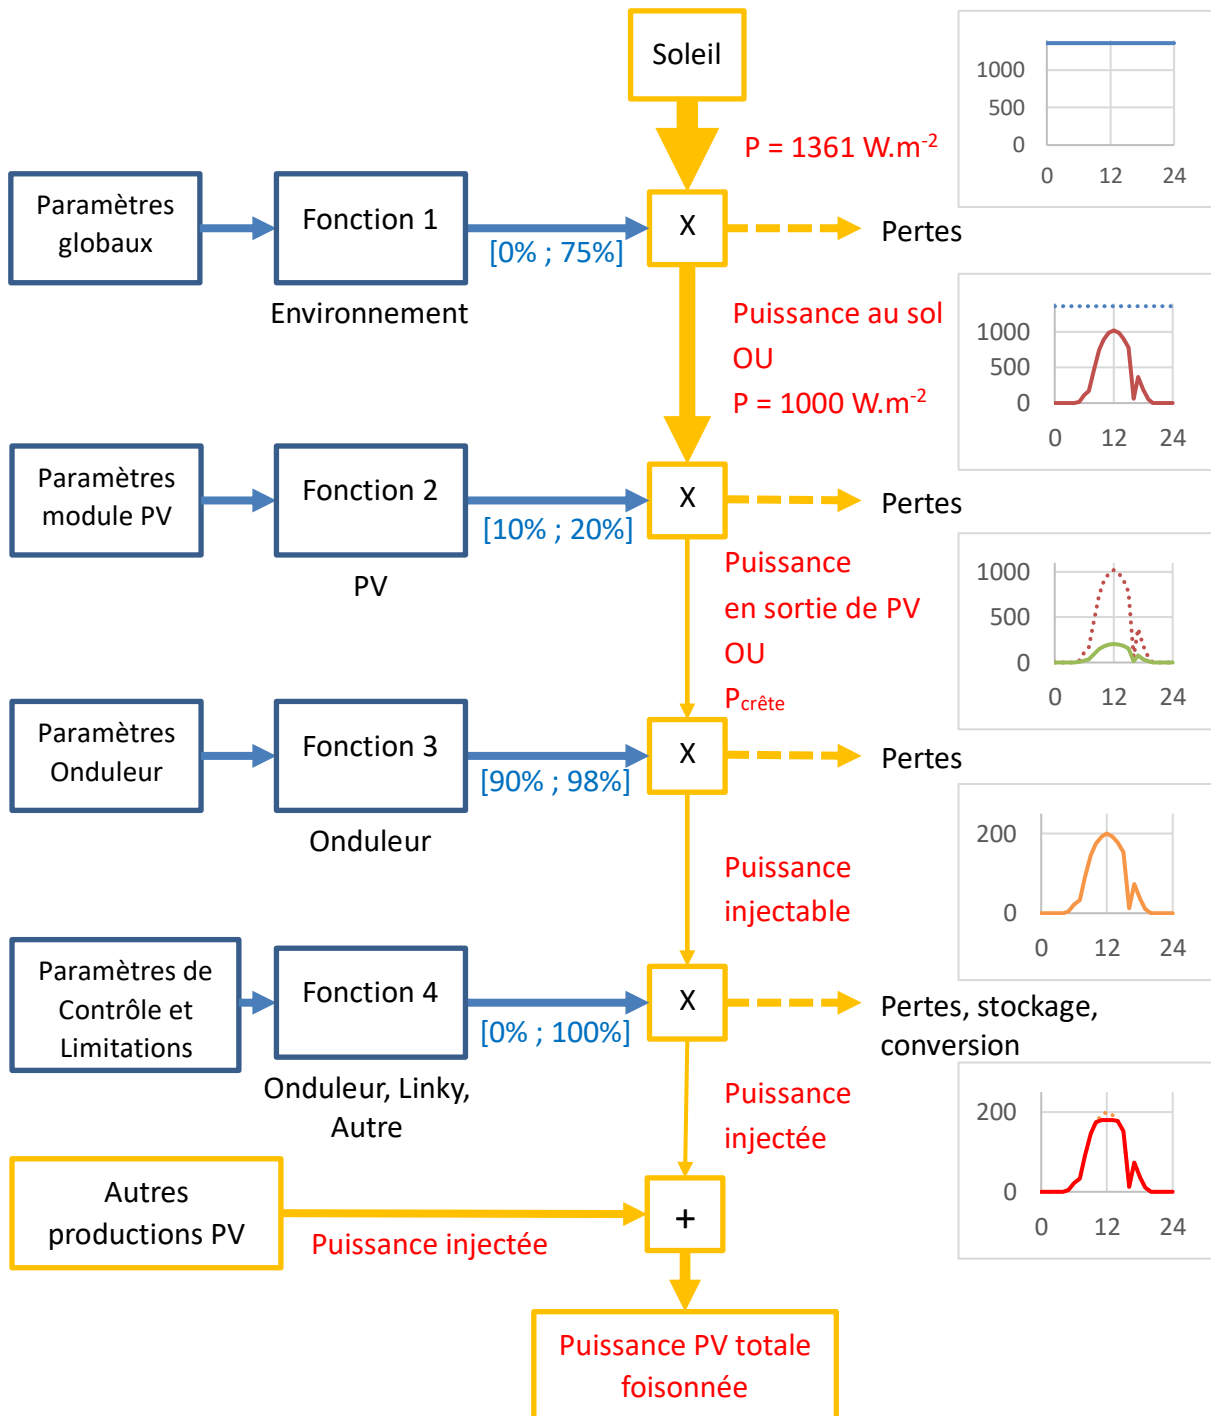 Soleil
1000
500
0
0
12
24
P = 1361 W.m-2
Paramètres
globaux
Fonction 1
[0% ; 75%]
X
Pertes
Environnement
Puissance au sol
OU
P = 1000 W.m-2
1000
500
0
0
12
24
Paramètres
module PV
Fonction 2
[10% ; 20%]
X
Pertes
PV
Puissance
en sortie de PV
OU
Pcrête
1000
500
0
0
12
24
Paramètres
Onduleur
Fonction 3
[90% ; 98%]
X
Pertes
Onduleur
Puissance
injectable
200
0
0
12
24
Paramètres de
Contrôle et
Limitations
Fonction 4
[0% ; 100%]
X
Pertes, stockage,
conversion
Onduleur, Linky,
Autre
Puissance
injectée
200
0
0
12
24
Autres
productions PV
Puissance injectée
+
Puissance PV totale
foisonnée